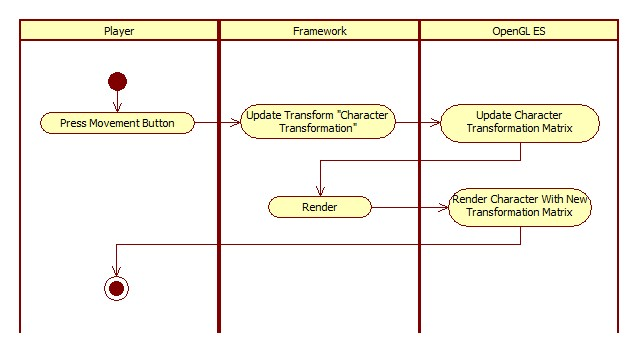 Player
Framework
OpenGL ES
Press Movement Button
Update Transform "Character
Transformation"
Update Character
Transformation Matrix
Render
Render Character With New
Transformation Matrix